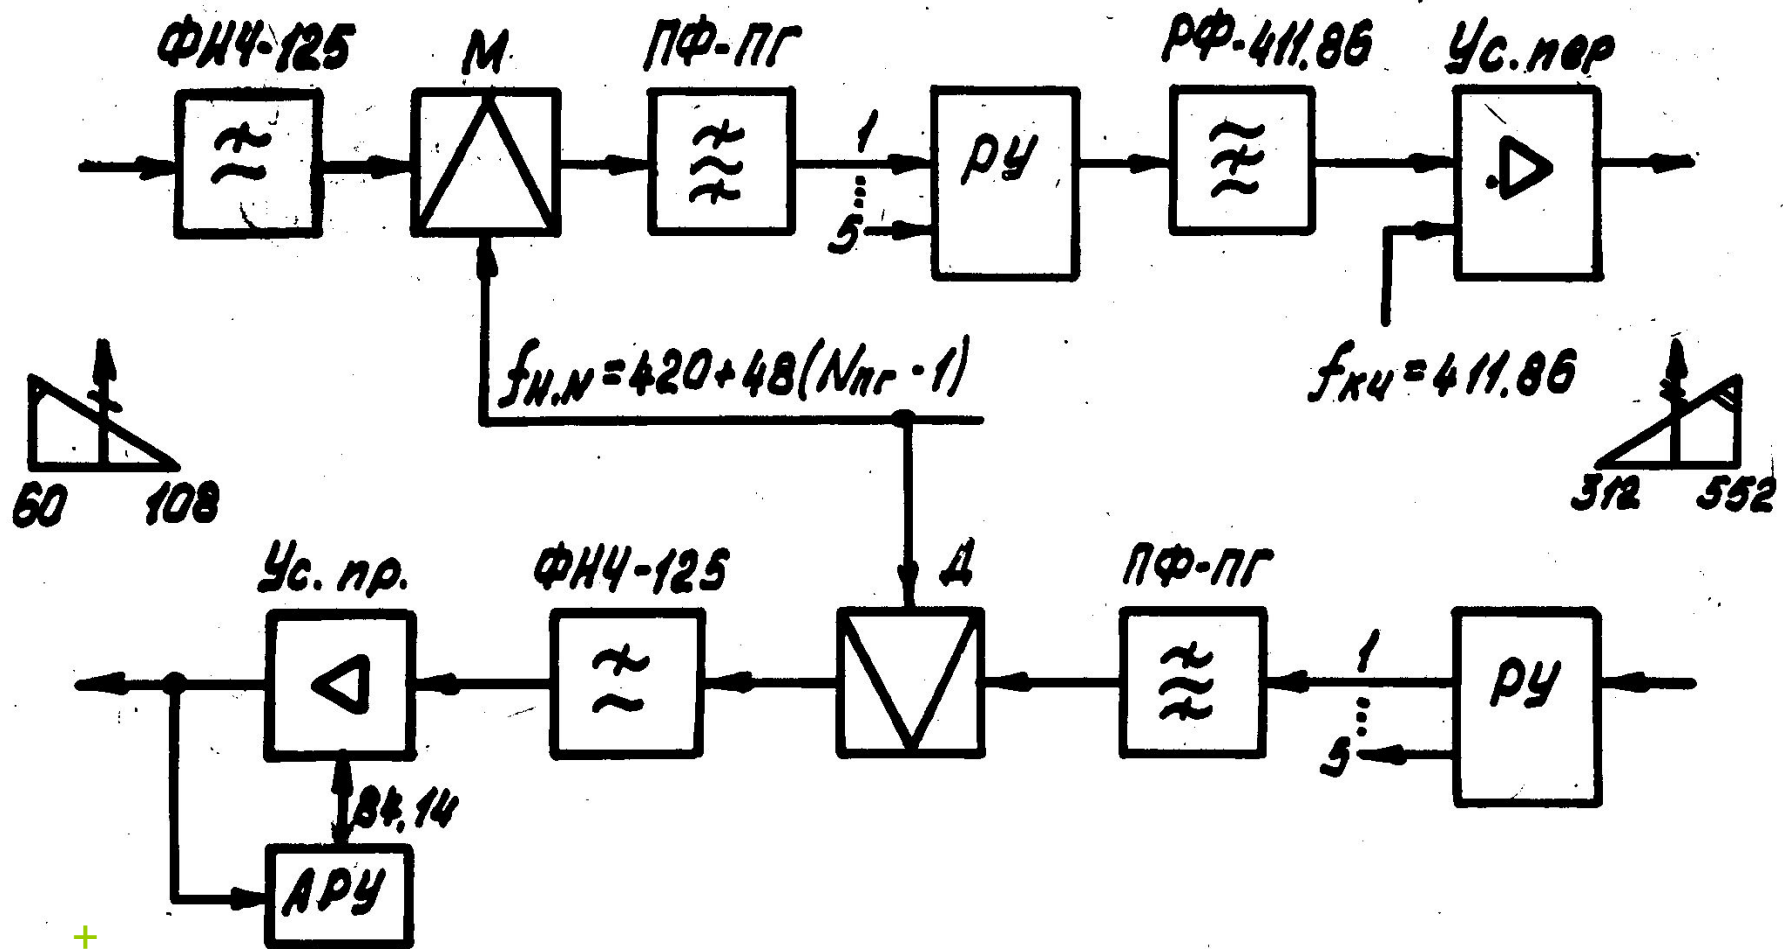 ФНЧ-125 М ПФ-ПГ РФ-411.86 Ус. пер
1
...
5
РУ
fн.м = 420+48(Nпг - 1)
fкч = 411.86
60 108
312 552
Ус. пр. ФНЧ-125 Д ПФ-ПГ
1
...
5
РУ
84,14
АРУ